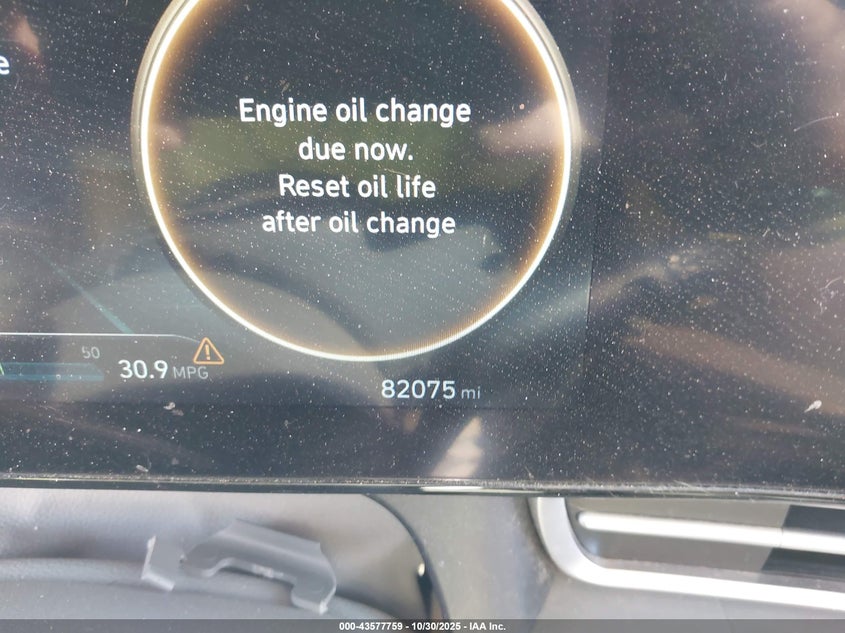 e
Engine oil change
due now.
Reset oil life
after oil change
50
30.9 MPG
82075 mi
000-43577759 - 10/30/2025 - IAA Inc.